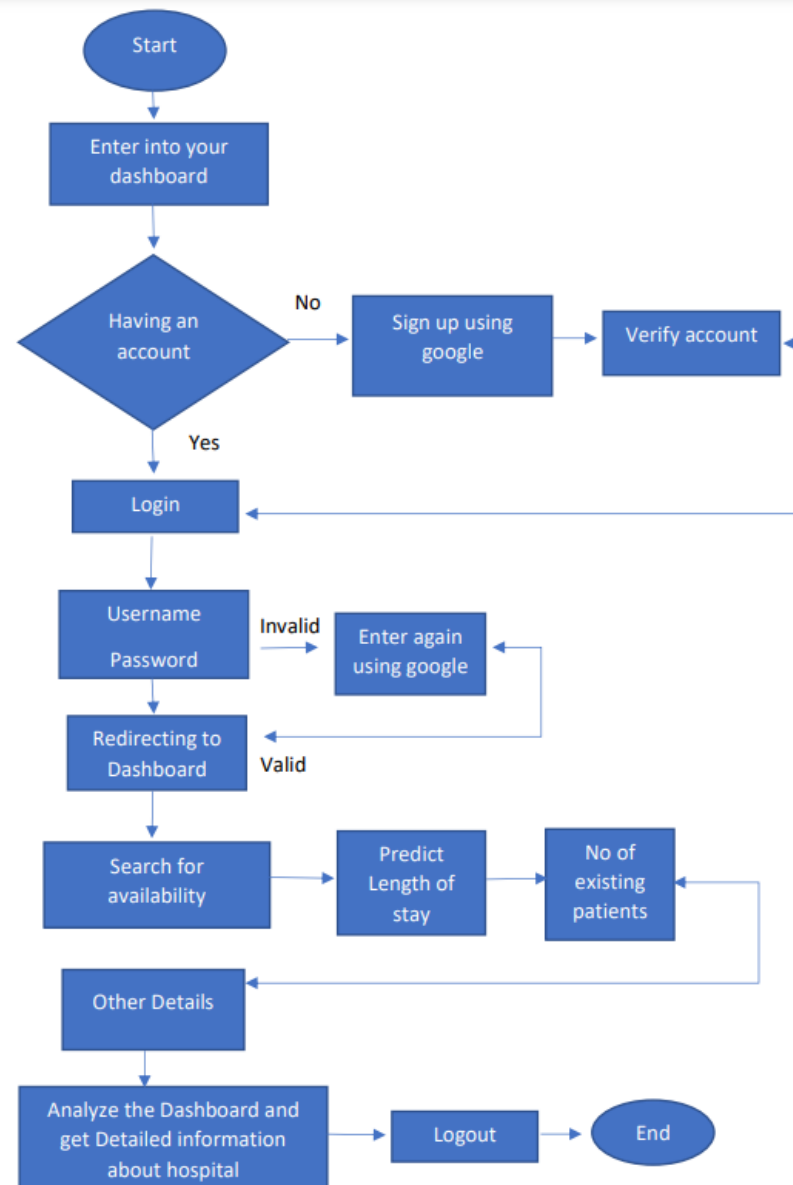 Start
Enter into your
dashboard
Having an
account
No
Sign up using
google
Verify account
Yes
Login
Username
Password
Invalid
Enter again
using google
Redirecting to
Dashboard
Valid
Search for
availability
Predict
Length of
stay
No of
existing
patients
Other Details
Analyze the Dashboard and
get Detailed information
about hospital
Logout
End